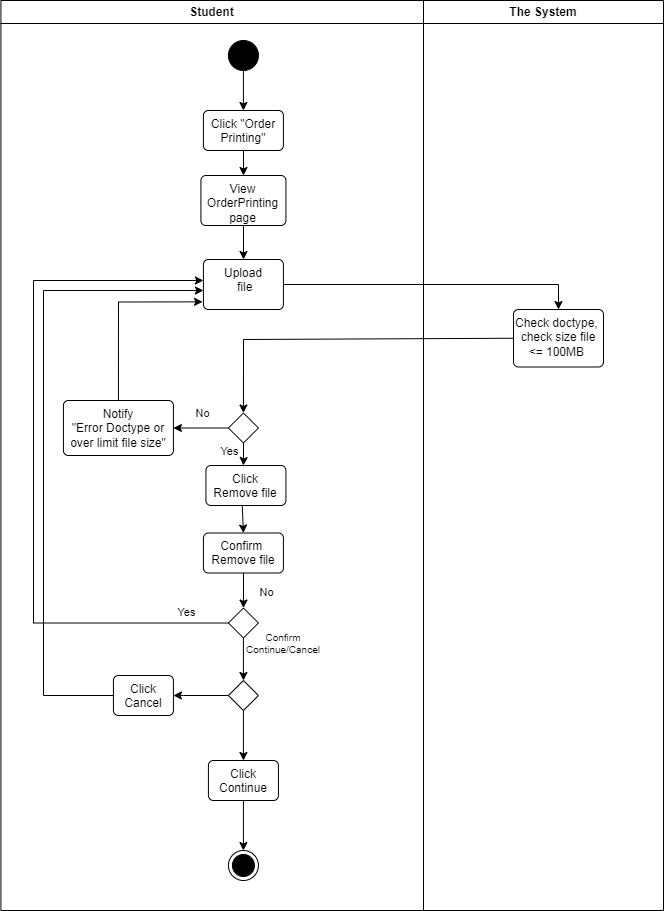 Student
The System
Click "Order
Printing"
View
OrderPrinting
page
Upload
file
Check doctype,
check size file
<= 100MB
Notify
"Error Doctype or
over limit file size"
No
Yes
Click
Remove file
Confirm
Remove file
No
Yes
Confirm
Continue/Cancel
Click
Cancel
Click
Continue